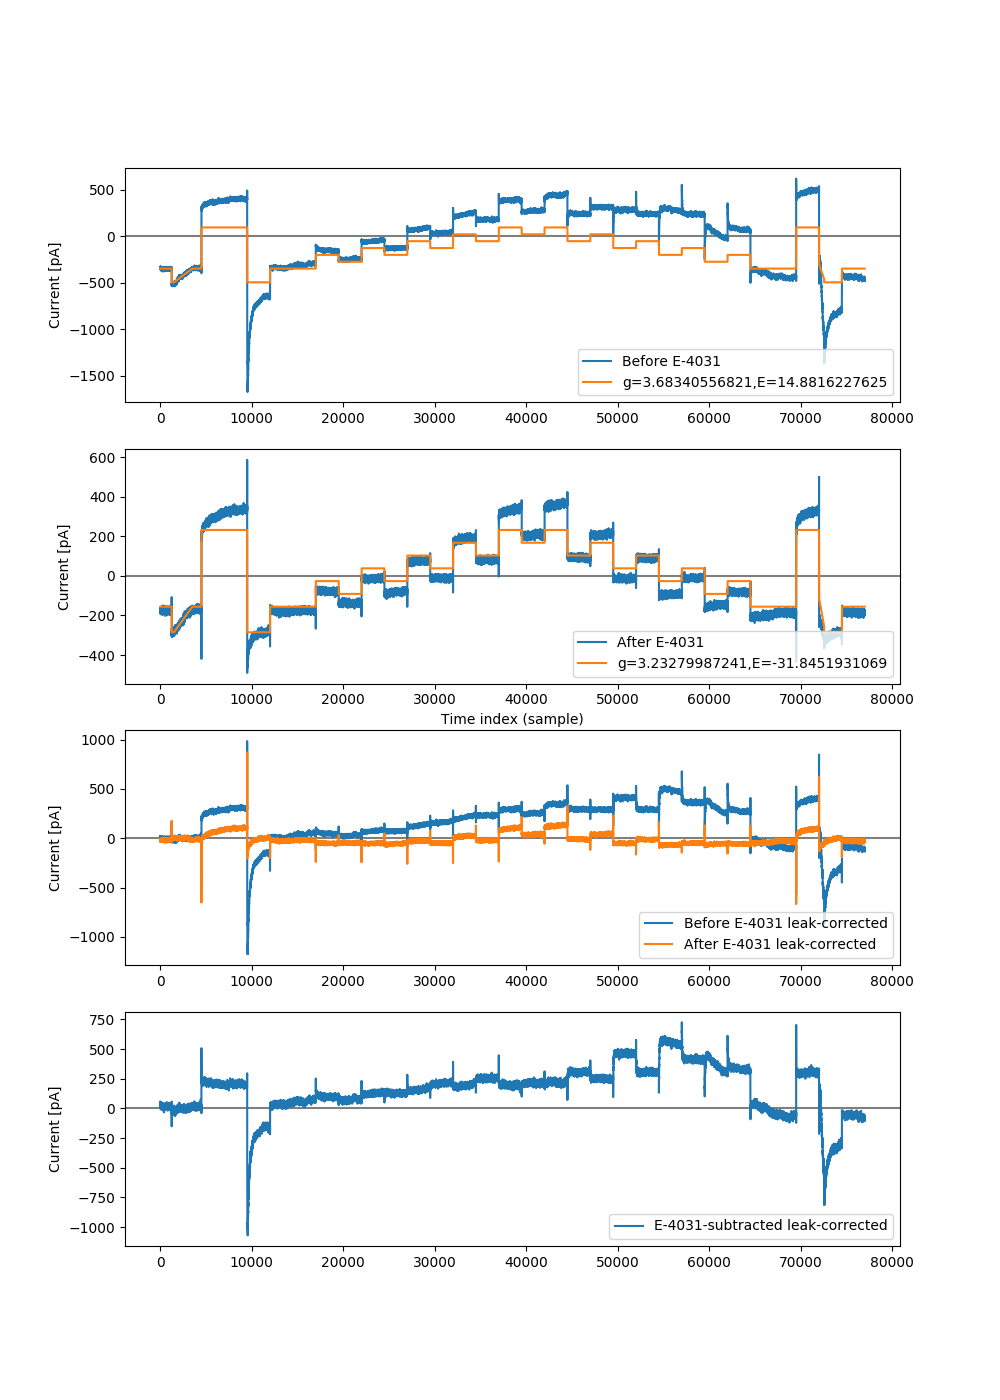 500
0
−500
−1000
−1500
Current [pA]
Before E-4031
g=3.68340556821,E=14.8816227625
0 10000 20000 30000 40000 50000 60000 70000 80000
600
400
200
0
−200
−400
Current [pA]
After E-4031
g=3.23279987241,E=-31.8451931069
0 10000 20000 30000 40000 50000 60000 70000 80000
Time index (sample)
1000
500
0
−500
−1000
Current [pA]
Before E-4031 leak-corrected
After E-4031 leak-corrected
0 10000 20000 30000 40000 50000 60000 70000 80000
750
500
250
0
−250
−500
−750
−1000
Current [pA]
E-4031-subtracted leak-corrected
0 10000 20000 30000 40000 50000 60000 70000 80000